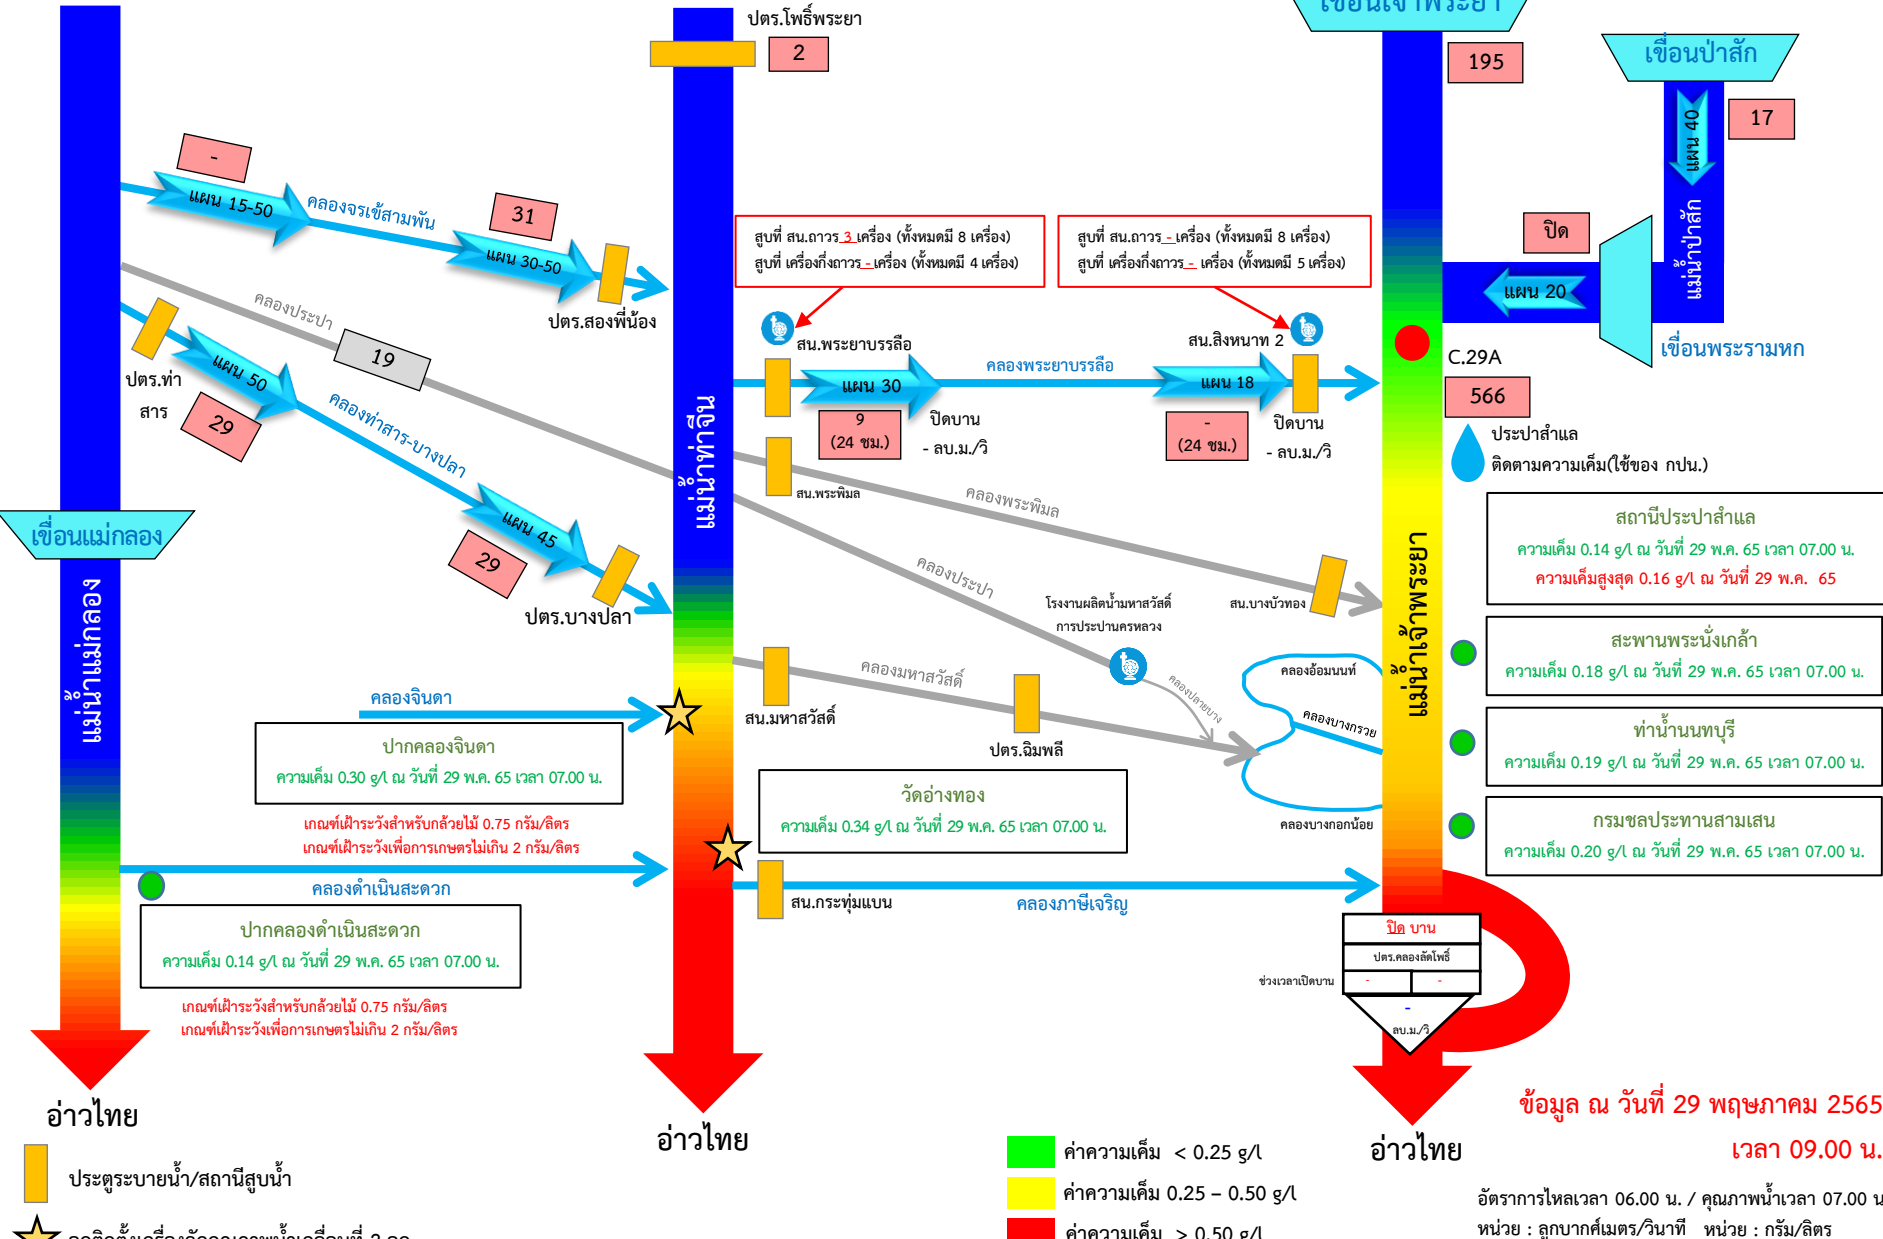 ปตร.โพธิ์พระยา
2
เขื่อนเจ้าพระยา
195
เขื่อนป่าสัก
17
แผน 40
แม่น้ำป่าสัก
-
แผน 15-50
คลองจรเข้สามพัน
31
แผน 30-50
ปตร.สองพี่น้อง
สูบที่ สน.ถาวร 3 เครื่อง (ทั้งหมดมี 8 เครื่อง)
สูบที่ เครื่องกึ่งถาวร - เครื่อง (ทั้งหมดมี 4 เครื่อง)
สูบที่ สน.ถาวร - เครื่อง (ทั้งหมดมี 8 เครื่อง)
สูบที่ เครื่องกึ่งถาวร - เครื่อง (ทั้งหมดมี 5 เครื่อง)
ปิด
แผน 20
เขื่อนพระรามหก
คลองประปา
19
ปตร.ท่า
สาร
แผน 50
29
คลองท่าสาร-บางปลา
แผน 45
29
ปตร.บางปลา
สน.พระยาบรรลือ
แผน 30
9
(24 ชม.)
ปิดบาน
- ลบ.ม./วิ
คลองพระยาบรรลือ
สน.สิงหนาท 2
แผน 18
-
(24 ชม.)
ปิดบาน
- ลบ.ม./วิ
C.29A
566
ประปาสำแล
ติดตามความเค็ม(ใช้ของ กปน.)
สน.พระพิมล
คลองพระพิมล
สน.บางบัวทอง
แม่น้ำท่าจีน
แม่น้ำเจ้าพระยา
เขื่อนแม่กลอง
แม่น้ำแม่กลอง
สถานีประปาสำแล
ความเค็ม 0.14 g/l ณ วันที่ 29 พ.ค. 65 เวลา 07.00 น.
ความเค็มสูงสุด 0.16 g/l ณ วันที่ 29 พ.ค. 65
สะพานพระนั่งเกล้า
ความเค็ม 0.18 g/l ณ วันที่ 29 พ.ค. 65 เวลา 07.00 น.
ท่าน้ำนนทบุรี
ความเค็ม 0.19 g/l ณ วันที่ 29 พ.ค. 65 เวลา 07.00 น.
กรมชลประทานสามเสน
ความเค็ม 0.20 g/l ณ วันที่ 29 พ.ค. 65 เวลา 07.00 น.
คลองประปา
โรงงานผลิตน้ำมหาสวัสดิ์
การประปานครหลวง
คลองปลายบาง
คลองอ้อมนนท์
คลองบางกรวย
คลองบางกอกน้อย
คลองมหาสวัสดิ์
สน.มหาสวัสดิ์
ปตร.ฉิมพลี
คลองจินดา
ปากคลองจินดา
ความเค็ม 0.30 g/l ณ วันที่ 29 พ.ค. 65 เวลา 07.00 น.
เกณฑ์เฝ้าระวังสำหรับกล้วยไม้ 0.75 กรัม/ลิตร
เกณฑ์เฝ้าระวังเพื่อการเกษตรไม่เกิน 2 กรัม/ลิตร
วัดอ่างทอง
ความเค็ม 0.34 g/l ณ วันที่ 29 พ.ค. 65 เวลา 07.00 น.
คลองดำเนินสะดวก
ปากคลองดำเนินสะดวก
ความเค็ม 0.14 g/l ณ วันที่ 29 พ.ค. 65 เวลา 07.00 น.
เกณฑ์เฝ้าระวังสำหรับกล้วยไม้ 0.75 กรัม/ลิตร
เกณฑ์เฝ้าระวังเพื่อการเกษตรไม่เกิน 2 กรัม/ลิตร
สน.กระทุ่มแบน
คลองภาษีเจริญ
ปิด บาน
ปตร.คลองลัดโพธิ์
ช่วงเวลาเปิดบาน
- -
-
ลบ.ม./วิ
อ่าวไทย
อ่าวไทย
อ่าวไทย
ข้อมูล ณ วันที่ 29 พฤษภาคม 2565
เวลา 09.00 น.
ประตูระบายน้ำ/สถานีสูบน้ำ
ค่าความเค็ม < 0.25 g/l
ค่าความเค็ม 0.25 – 0.50 g/l
ค่าความเค็ม > 0.50 g/l
อัตราการไหลเวลา 06.00 น. / คุณภาพน้ำเวลา 07.00 น
หน่วย : ลูกบาศก์เมตร/วินาที หน่วย : กรัม/ลิตร